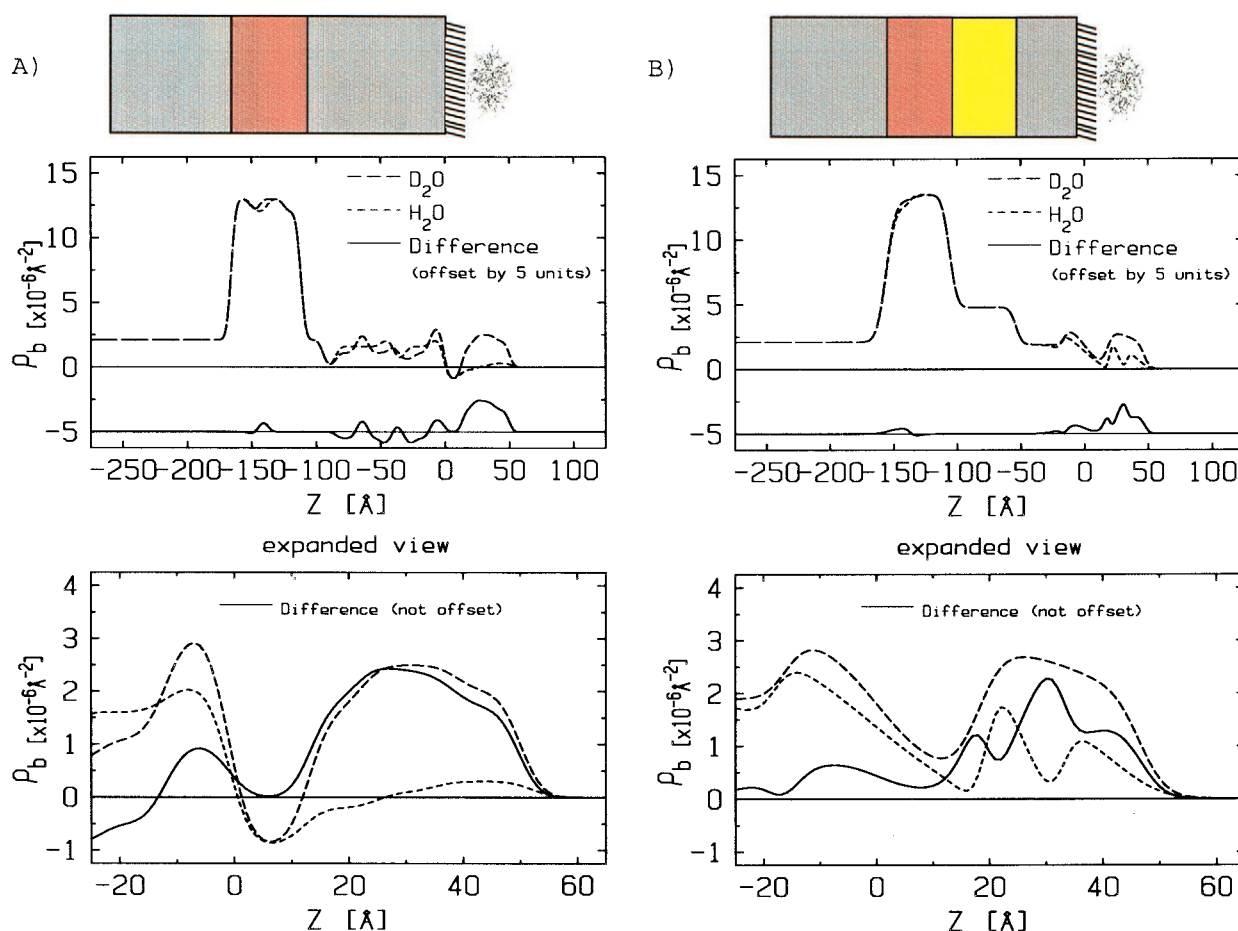 A)
15
10
5
0
-5
ρb [x10⁻⁶Å⁻²]
D₂O
H₂O
Difference
(offset by 5 units)
-250 -200 -150 -100 -50 0 50 100
Z [Å]
expanded view
4
3
2
1
0
-1
ρb [x10⁻⁶Å⁻²]
Difference (not offset)
-20 0 20 40 60
Z [Å]
B)
15
10
5
0
-5
ρb [x10⁻⁶Å⁻²]
D₂O
H₂O
Difference
(offset by 5 units)
-250 -200 -150 -100 -50 0 50 100
Z [Å]
expanded view
4
3
2
1
0
-1
ρb [x10⁻⁶Å⁻²]
Difference (not offset)
-20 0 20 40 60
Z [Å]